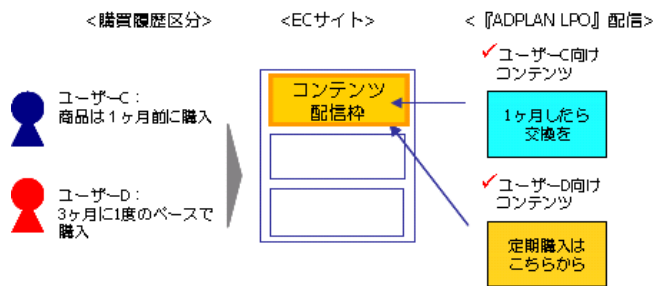 <購買履歴区分>
<ECサイト>
<『ADPLAN LPO』配信>
ユーザーC：
商品は1ヶ月前に購入
ユーザーD：
3ヶ月に1度のペースで
購入
コンテンツ
配信枠
ユーザーC向け
コンテンツ
1ヶ月したら
交換を
ユーザーD向け
コンテンツ
定期購入は
こちらから